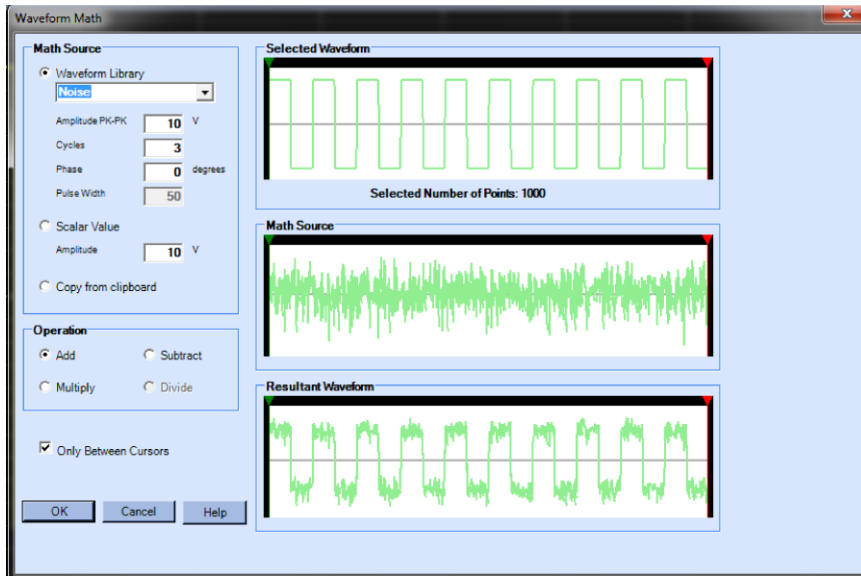 Waveform Math
Math Source
Waveform Library
Noise
Amplitude PK-PK 10 V
Cycles 3
Phase 0 degrees
Pulse Width 50
Scalar Value
Amplitude 10 V
Copy from clipboard
Operation
Add Subtract
Multiply Divide
Only Between Cursors
OK Cancel Help
Selected Waveform
Selected Number of Points: 1000
Math Source
Resultant Waveform